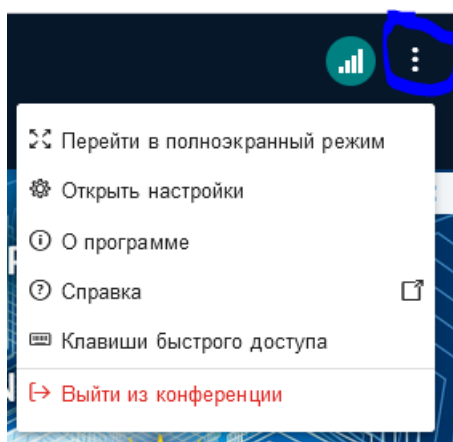 Перейти в полноэкранный режим
Открыть настройки
О программе
Справка
Клавиши быстрого доступа
Выйти из конференции